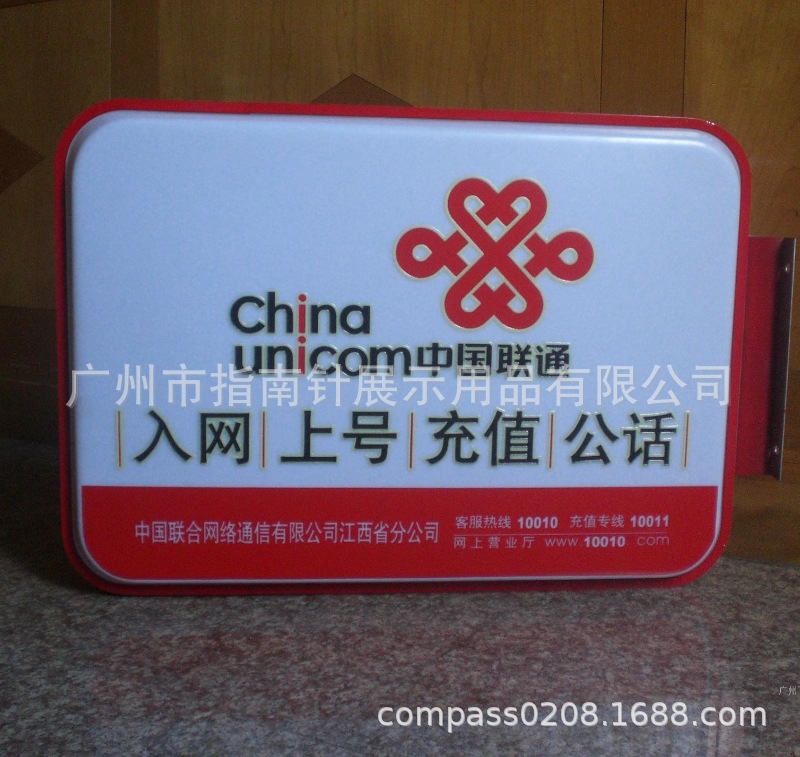 China
unicom中国联通
广州市指南针展示用品有限公司
入网 上号 充值 公话
中国联合网络通信有限公司江西省分公司
客服热线 10010 充值专线 10011
网上营业厅 www 10010 com
广州
compass0208.1688.com